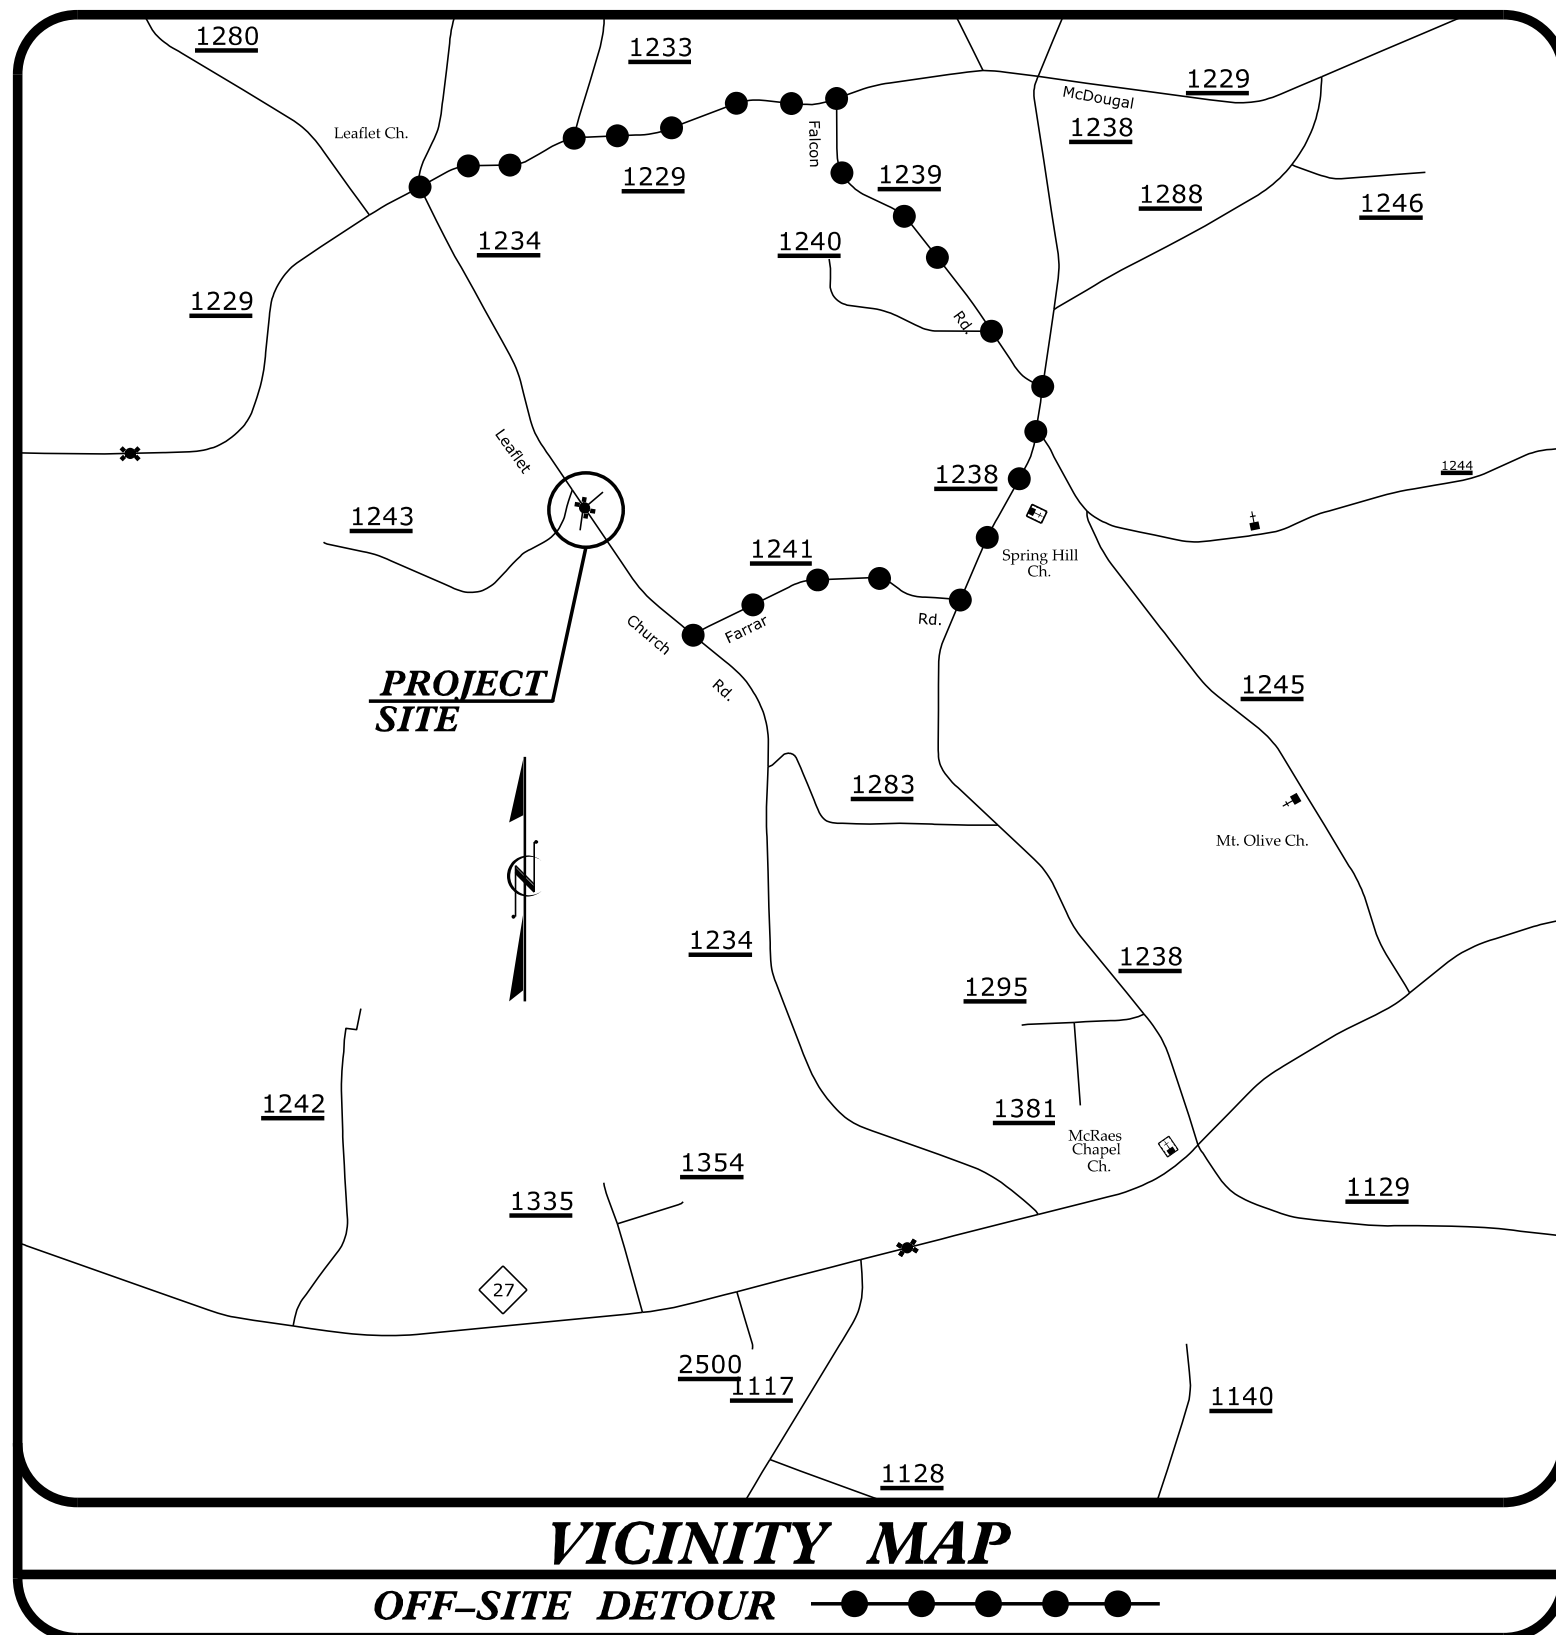 1280
1233
1229
McDougal
1238
Leaflet Ch.
Falcon
1229
1239
1288
1246
1234
1240
1229
Rd.
Leaflet
1238
1244
1243
1241
Spring Hill
Ch.
Church
Farrar
Rd.
PROJECT
SITE
Rd.
1245
1283
Mt. Olive Ch.
N
1234
1238
1295
1242
1381
McRaes
Chapel
Ch.
1354
1335
1129
27
2500
1117
1140
1128
VICINITY MAP
OFF–SITE DETOUR